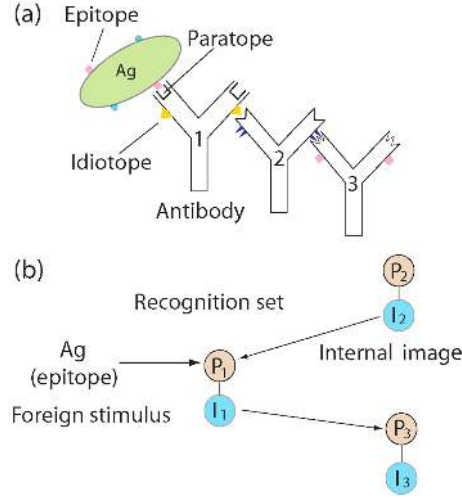 (a)
Epitope
Paratope
Ag
1
Idiotope
2
3
Antibody
(b)
P2
Recognition set
I2
Ag
(epitope)
P1
Internal image
Foreign stimulus
I1
P3
I3